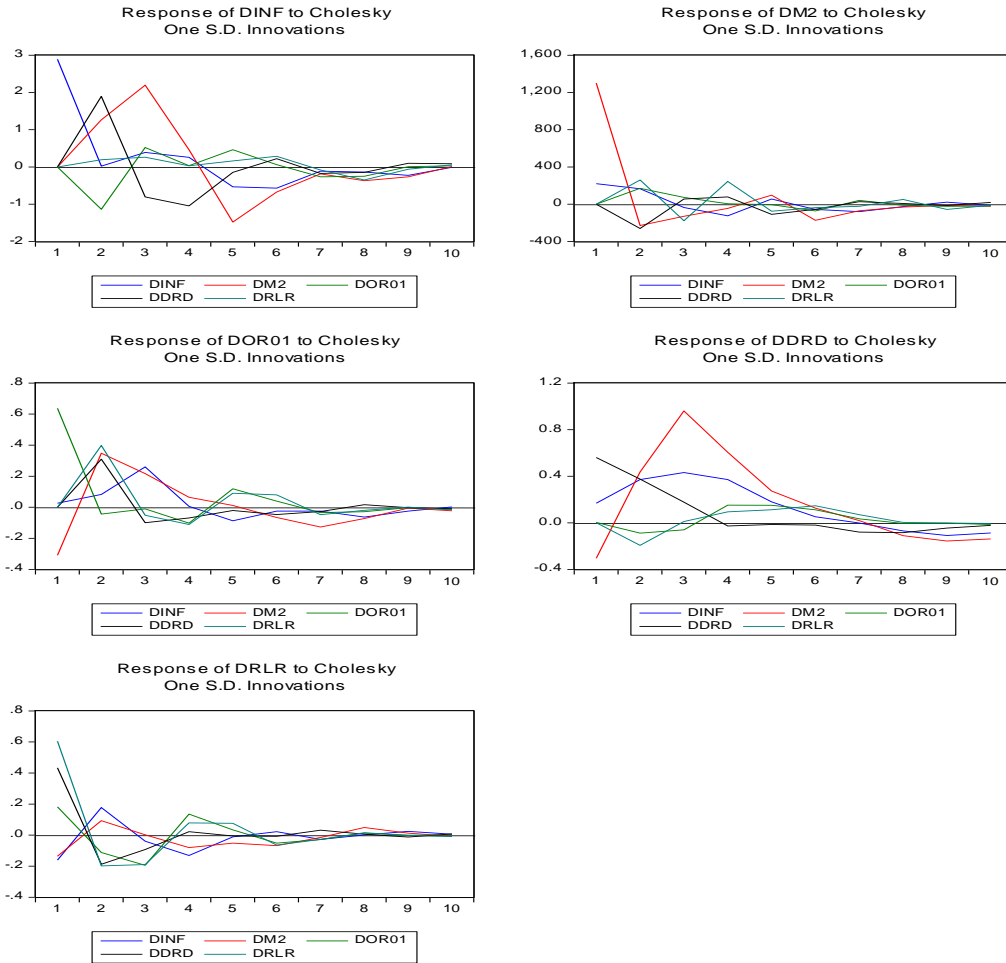 Response of DINF to Cholesky
One S.D. Innovations
3
2
1
0
-1
-2
1 2 3 4 5 6 7 8 9 10
DINF DM2 DOR01
DDRD DRLR
Response of DM2 to Cholesky
One S.D. Innovations
1,600
1,200
800
400
0
-400
1 2 3 4 5 6 7 8 9 10
DINF DM2 DOR01
DDRD DRLR
Response of DOR01 to Cholesky
One S.D. Innovations
.8
.6
.4
.2
.0
-.2
-.4
1 2 3 4 5 6 7 8 9 10
DINF DM2 DOR01
DDRD DRLR
Response of DDRD to Cholesky
One S.D. Innovations
1.2
0.8
0.4
0.0
-0.4
1 2 3 4 5 6 7 8 9 10
DINF DM2 DOR01
DDRD DRLR
Response of DRLR to Cholesky
One S.D. Innovations
.8
.6
.4
.2
.0
-.2
-.4
1 2 3 4 5 6 7 8 9 10
DINF DM2 DOR01
DDRD DRLR